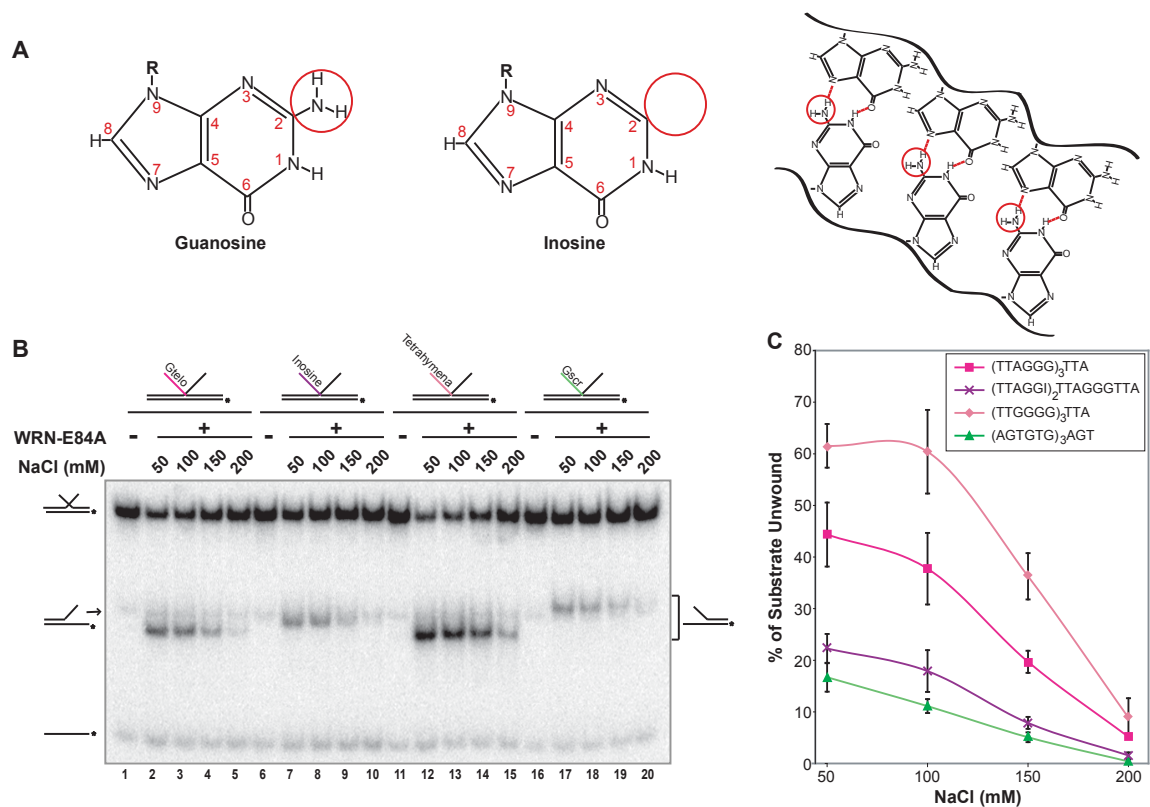 A
R
H
N
3
N
9
H
8
4
2
N
H
5
1
N
H
7
N
6
O
Guanosine
R
N
3
N
9
H
8
4
2
5
1
N
H
7
N
6
O
Inosine
B
Gtelo
Inosine
Tetrahymena
Gscr
* * * *
- + - + - + - +
WRN-E84A
NaCl (mM)
50 100 150 200 50 100 150 200 50 100 150 200 50 100 150 200
*
*
*
*
1 2 3 4 5 6 7 8 9 10 11 12 13 14 15 16 17 18 19 20
C
80
70
60
50
40
30
20
10
0
% of Substrate Unwound
(TTAGGG)3TTA
(TTAGGI)2TTAGGGTTA
(TTGGGG)3TTA
(AGTGTG)3AGT
50 100 150 200
NaCl (mM)